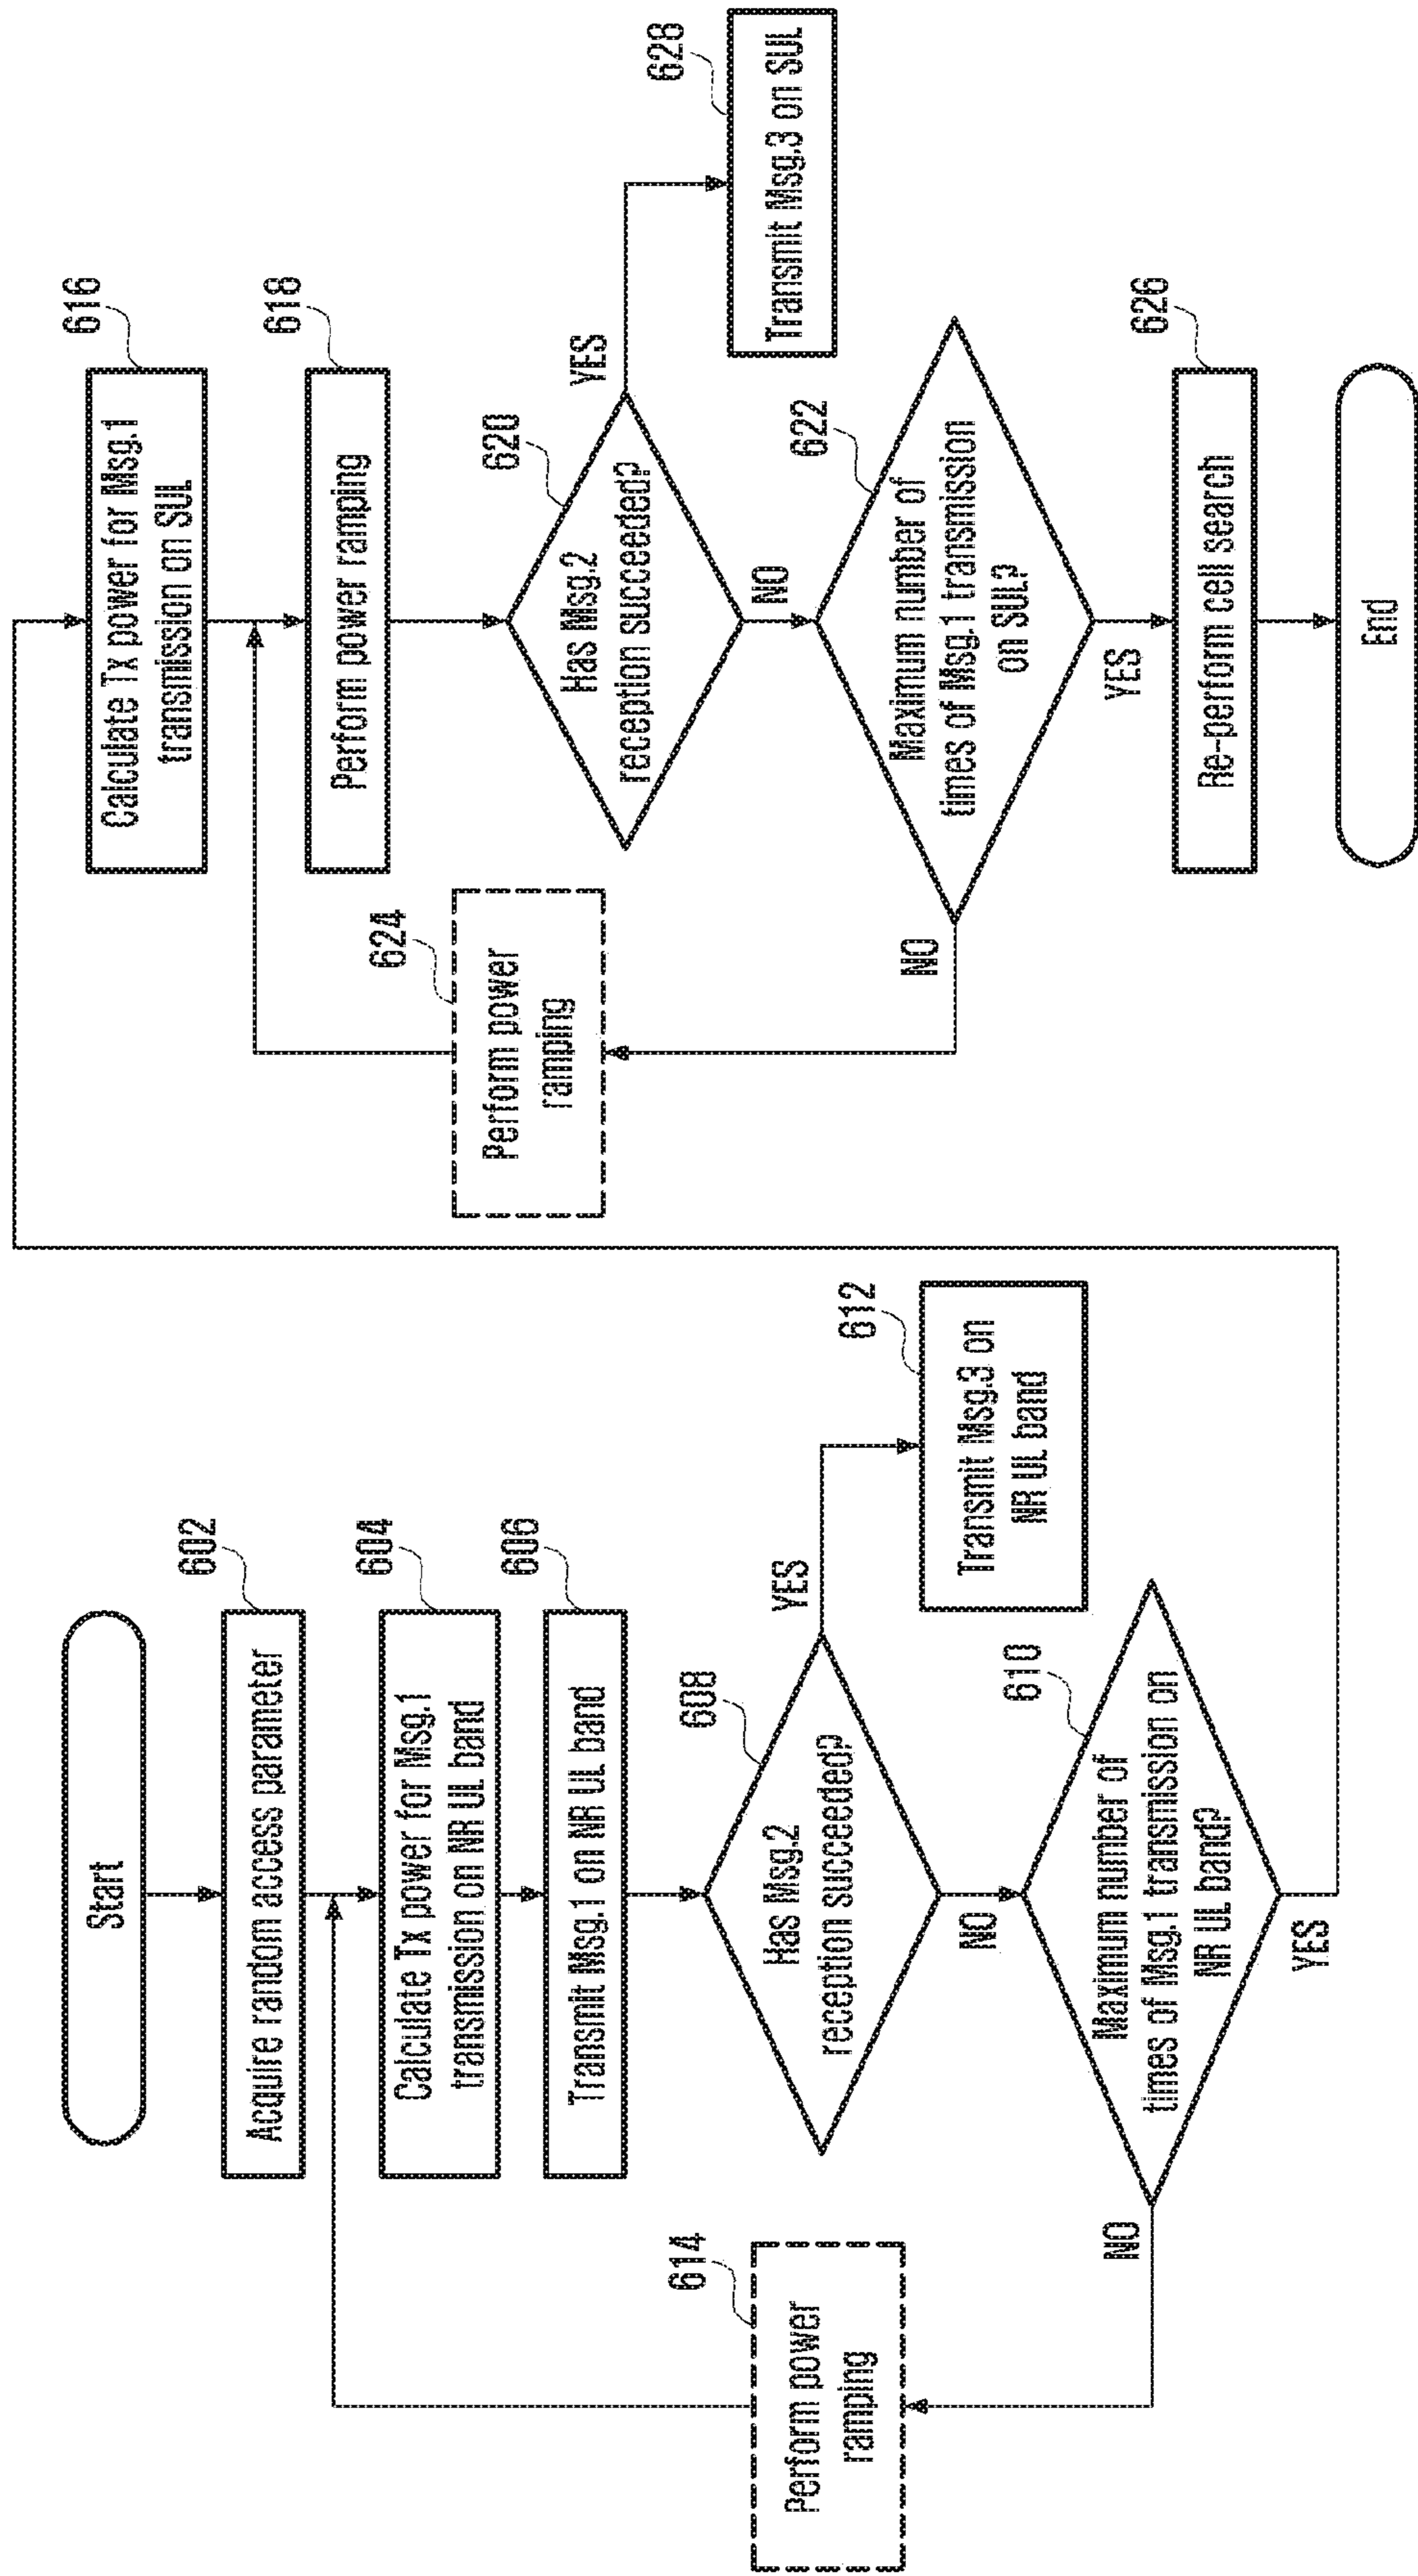 Start
602
Acquire random access parameter
604
Calculate Tx power for Msg.1
transmission on NR UL band
606
Transmit Msg.1 on NR UL band
608
Has Msg.2
reception succeeded?
YES
NO
612
Transmit Msg.3 on
NR UL band
610
Maximum number of
times of Msg.1 transmission on
NR UL band?
NO
YES
614
Perform power
ramping
616
Calculate Tx power for Msg.1
transmission on SUL
618
Perform power ramping
620
Has Msg.2
reception succeeded?
YES
NO
628
Transmit Msg.3 on SUL
622
Maximum number of
times of Msg.1 transmission
on SUL?
NO
YES
624
Perform power
ramping
626
Re-perform cell search
End